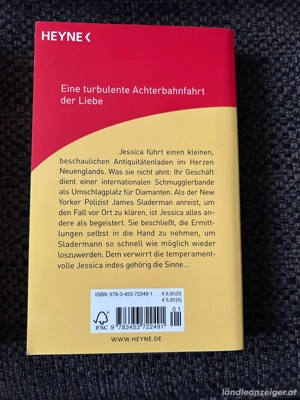 HEYNE<
Eine turbulente Achterbahnfahrt
der Liebe
Jessica führt einen kleinen,
beschaulichen Antiquitätenladen im Herzen
Neuenglands. Was sie nicht ahnt: Ihr Geschäft
dient einer internationalen Schmugglerbande
als Umschlagplatz für Diamanten. Als der New
Yorker Polizist James Sladerman anreist, um
den Fall vor Ort zu klären, ist Jessica alles an-
dere als begeistert. Sie beschließt, die Ermitt-
lungen selbst in die Hand zu nehmen, um
Sladermann so schnell wie möglich wieder
loszuwerden. Dem verwirrt die temperament-
volle Jessica indes gehörig die Sinne ...
ISBN: 978-3-453-72249-1
€ 5,00 [D]
€ 5,20 [A]
01
FSC
9 783453 722491
WWW.HEYNE.DE
ländleanzeiger.at